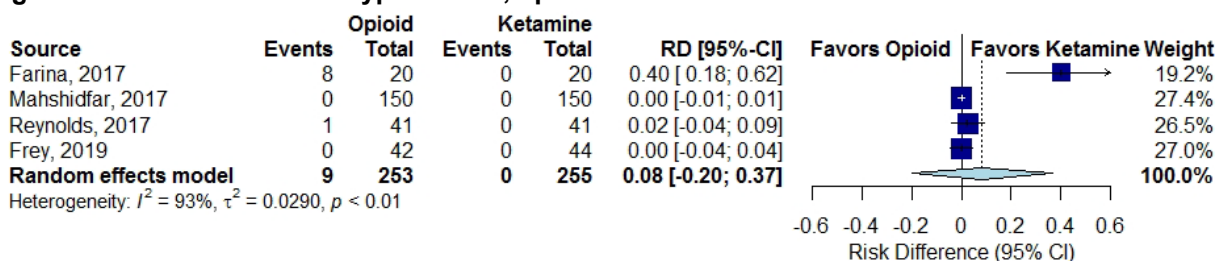 Opioid Ketamine
Source Events Total Events Total RD [95%-CI] Favors Opioid Favors Ketamine Weight
Farina, 2017 8 20 0 20 0.40 [ 0.18; 0.62] 19.2%
Mahshidfar, 2017 0 150 0 150 0.00 [-0.01; 0.01] 27.4%
Reynolds, 2017 1 41 0 41 0.02 [-0.04; 0.09] 26.5%
Frey, 2019 0 42 0 44 0.00 [-0.04; 0.04] 27.0%
Random effects model 9 253 0 255 0.08 [-0.20; 0.37] 100.0%
Heterogeneity: I² = 93%, τ² = 0.0290, p < 0.01
-0.6 -0.4 -0.2 0 0.2 0.4 0.6
Risk Difference (95% CI)